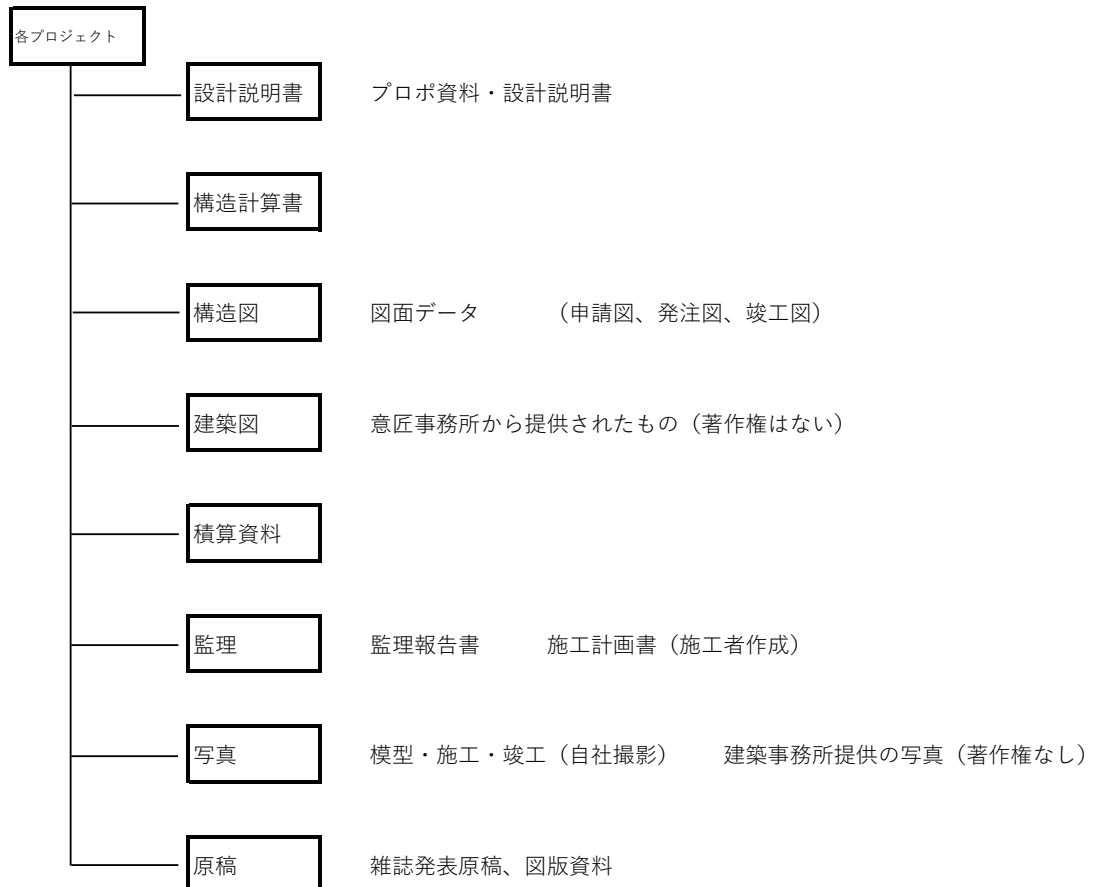 各プロジェクト
設計説明書 プロポ資料・設計説明書
構造計算書
構造図 図面データ (申請図、発注図、竣工図)
建築図 意匠事務所から提供されたもの(著作権はない)
積算資料
監理 監理報告書 施工計画書(施工者作成)
写真 模型・施工・竣工(自社撮影) 建築事務所提供の写真(著作権なし)
原稿 雑誌発表原稿、図版資料